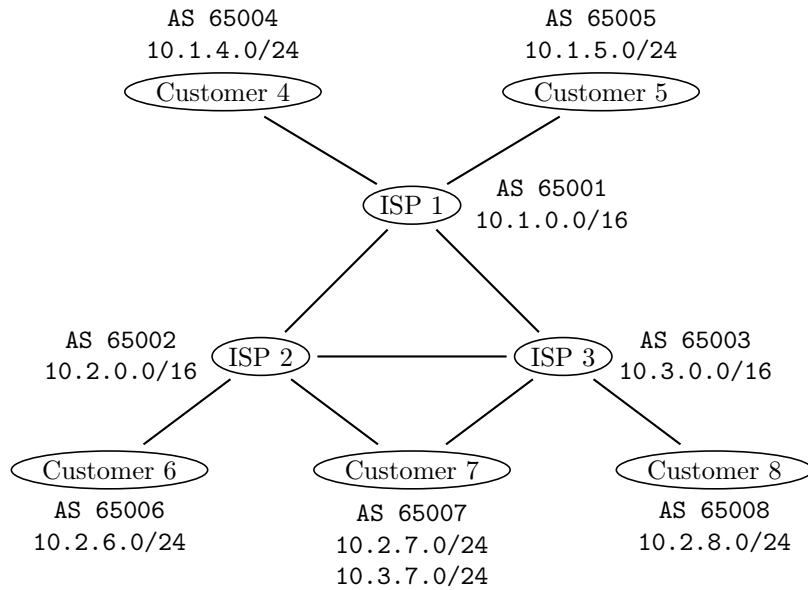 AS 65004
10.1.4.0/24
Customer 4
AS 65005
10.1.5.0/24
Customer 5
ISP 1
AS 65001
10.1.0.0/16
AS 65002
10.2.0.0/16
ISP 2
ISP 3
AS 65003
10.3.0.0/16
Customer 6
AS 65006
10.2.6.0/24
Customer 7
AS 65007
10.2.7.0/24
10.3.7.0/24
Customer 8
AS 65008
10.2.8.0/24